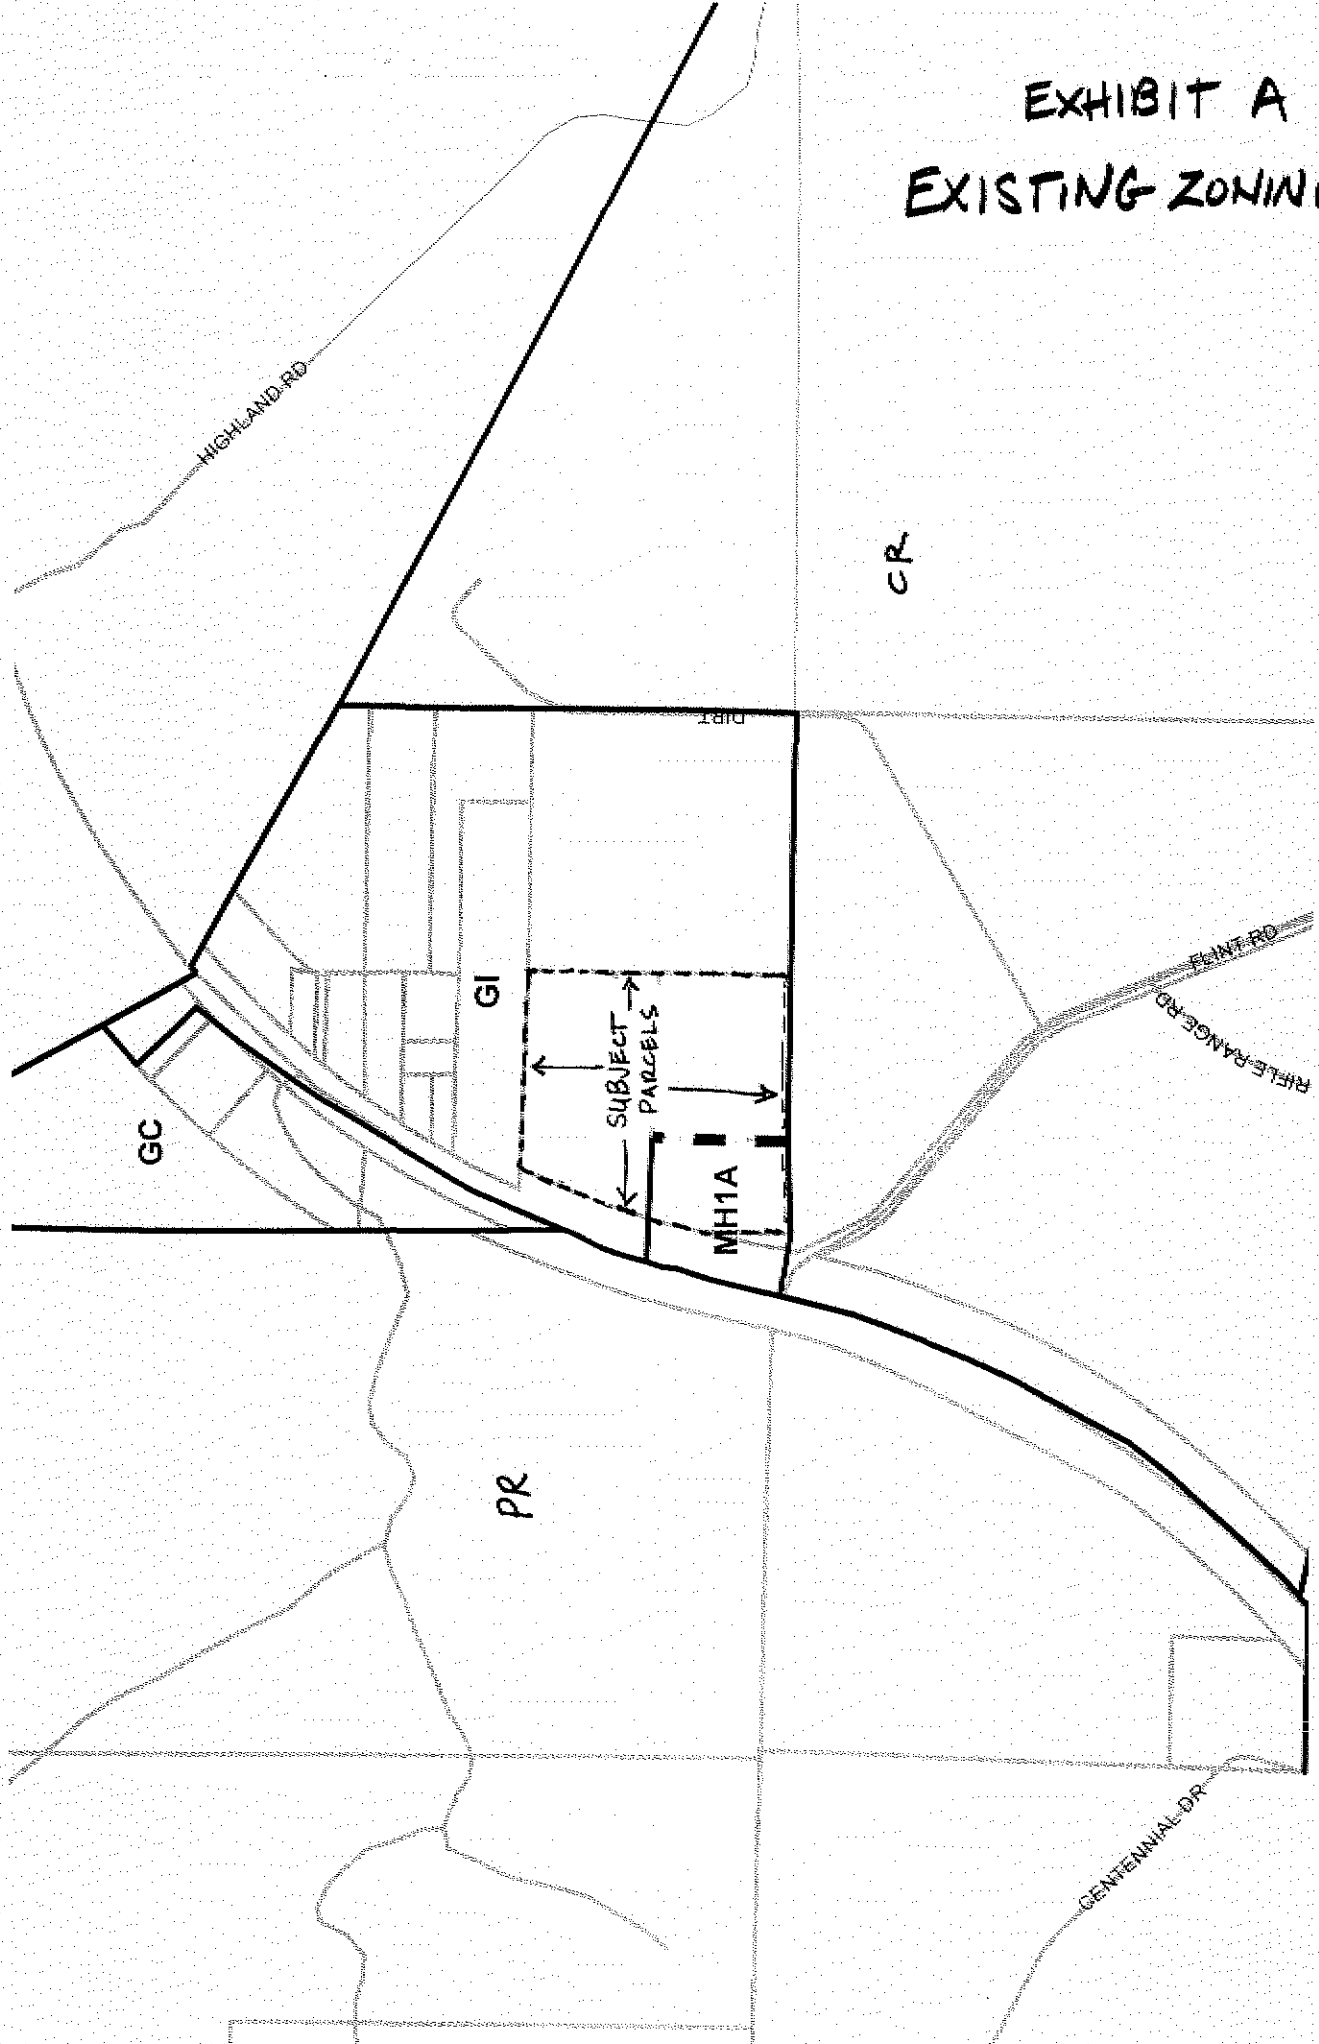 EXHIBIT A
EXISTING ZONIN
HIGHLAND RD
CR
DIRT
FLINT RD
RIFLE RANGE RD
GI
SUBJECT
PARCELS
GC
MH1A
PR
CENTENNIAL DR